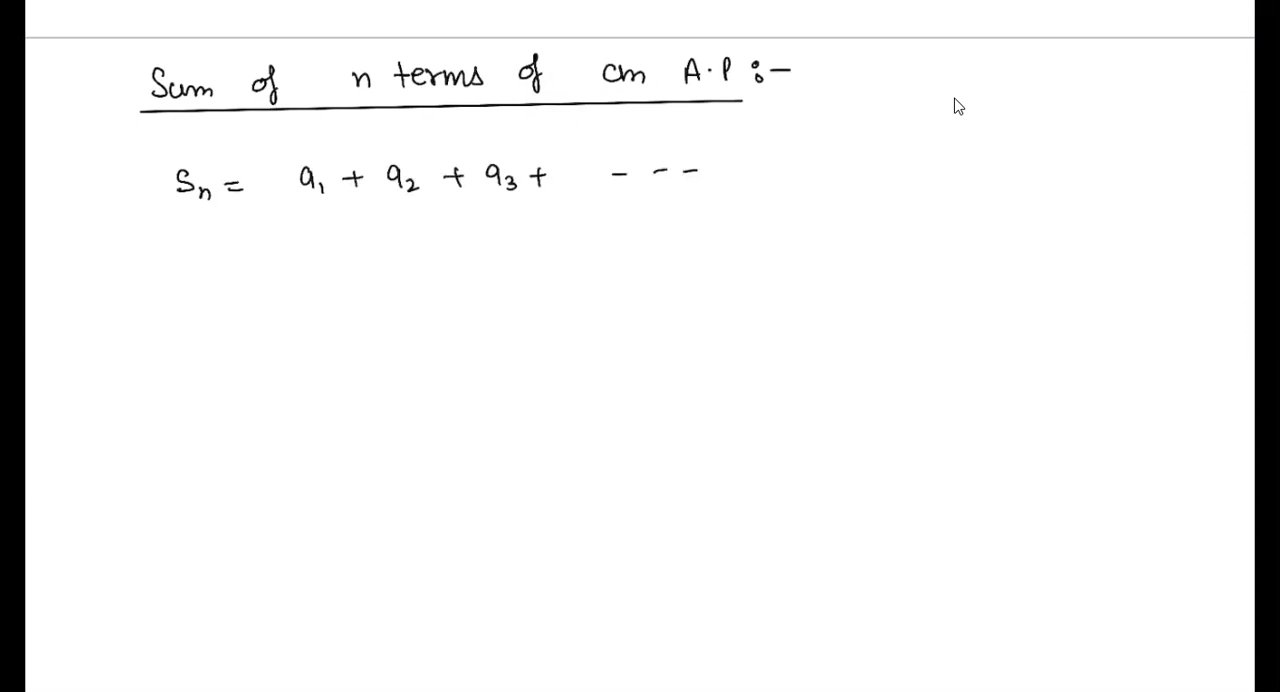 Sum of n terms of an A.P :-
Sn = a1 + a2 + a3 + - - -